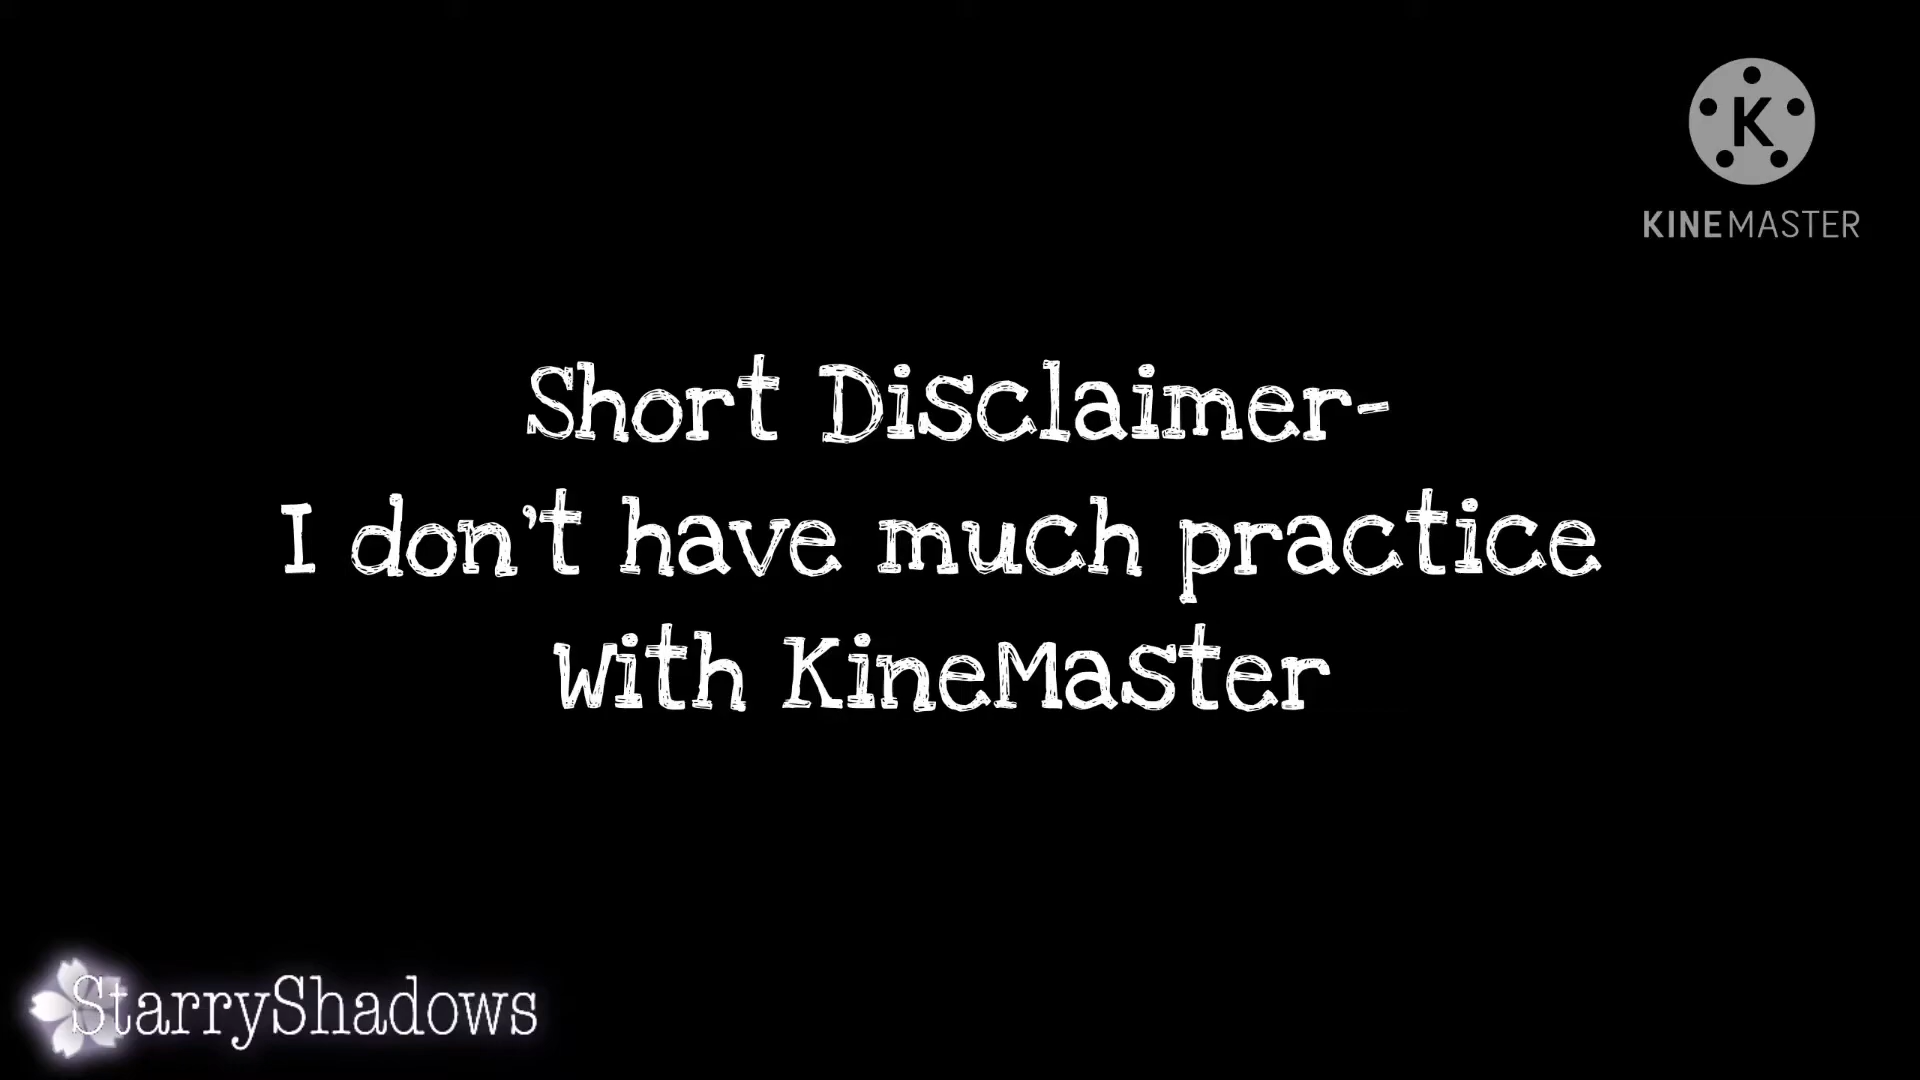 K
KINEMASTER
Short Disclaimer-
I don't have much practice
with KineMaster
StarryShadows